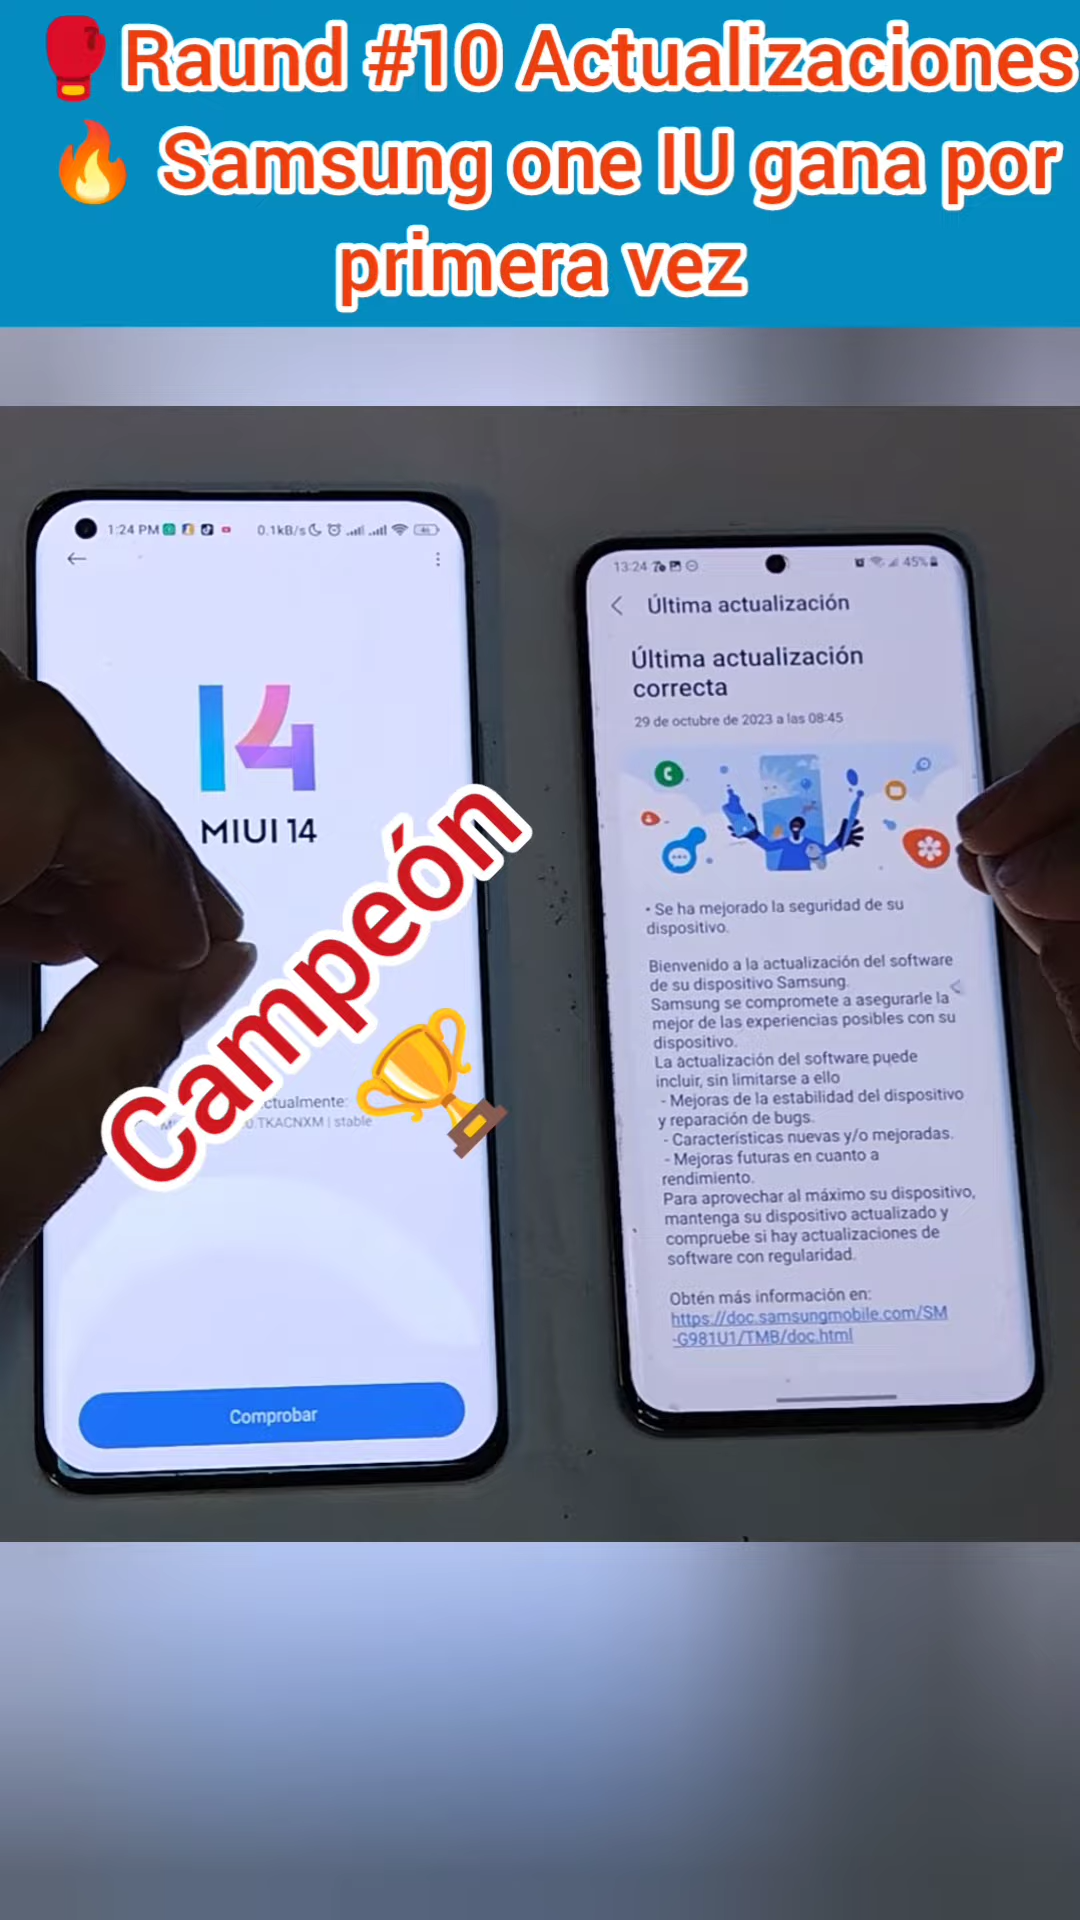 Raund #10 Actualizaciones
Samsung one IU gana por
primera vez
1:24 PM
0.1kB/s
MIUI 14
Campeón
ctualmente:
.TKACNXM | stable
Comprobar
13:24
45%
Última actualización
Última actualización
correcta
29 de octubre de 2023 a las 08:45
• Se ha mejorado la seguridad de su
dispositivo.
Bienvenido a la actualización del software
de su dispositivo Samsung.
Samsung se compromete a asegurarle la
mejor de las experiencias posibles con su
dispositivo.
La actualización del software puede
incluir, sin limitarse a ello
- Mejoras de la estabilidad del dispositivo
y reparación de bugs.
- Características nuevas y/o mejoradas.
- Mejoras futuras en cuanto a
rendimiento.
Para aprovechar al máximo su dispositivo,
mantenga su dispositivo actualizado y
compruebe si hay actualizaciones de
software con regularidad.
Obtén más información en:
https://doc.samsungmobile.com/SM
-G981U1/TMB/doc.html